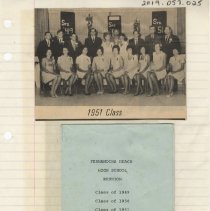 2019.057.025
1951 Class
FERNANDINA BEACH
HIGH SCHOOL
REUNION
Class of 1949
Class of 1950
Class of 1951